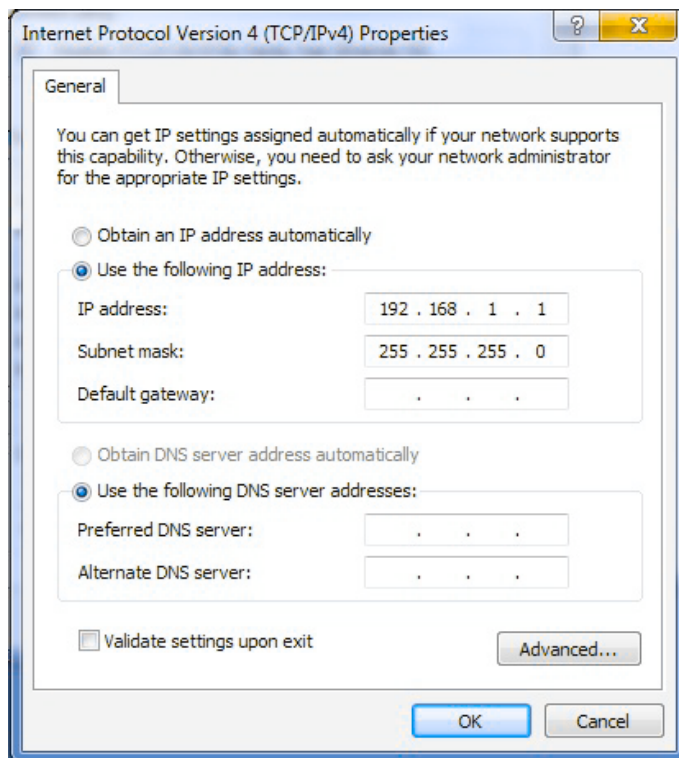 Internet Protocol Version 4 (TCP/IPv4) Properties
General
You can get IP settings assigned automatically if your network supports
this capability. Otherwise, you need to ask your network administrator
for the appropriate IP settings.
Obtain an IP address automatically
Use the following IP address:
IP address: 192 . 168 . 1 . 1
Subnet mask: 255 . 255 . 255 . 0
Default gateway: . . .
Obtain DNS server address automatically
Use the following DNS server addresses:
Preferred DNS server: . . .
Alternate DNS server: . . .
Validate settings upon exit
Advanced...
OK Cancel